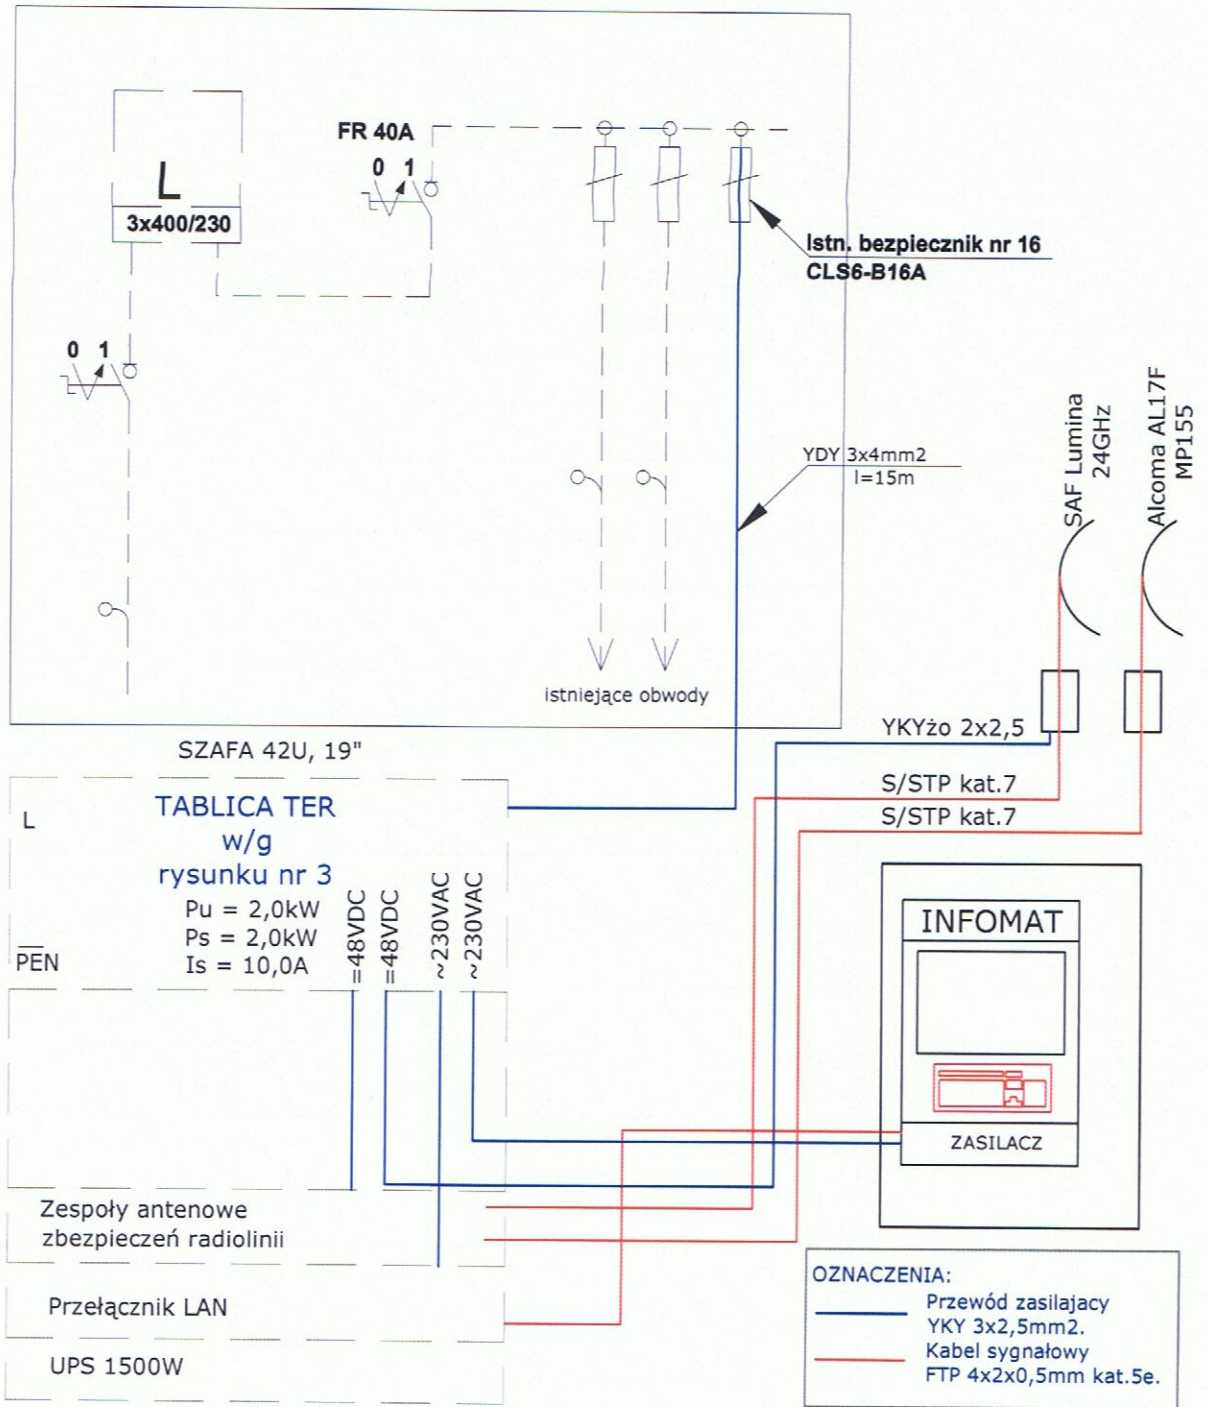 FR 40A
0 1
L
3x400/230
Istn. bezpiecznik nr 16
CLS6-B16A
0 1
YDY 3x4mm2
l=15m
SAF Lumina
24GHz
Alcoma AL17F
MP155
istniejące obwody
YKYżo 2x2,5
SZAFA 42U, 19"
S/STP kat.7
S/STP kat.7
TABLICA TER
w/g
rysunku nr 3
L
Pu = 2,0kW
Ps = 2,0kW
Is = 10,0A
PEN
=48VDC
=48VDC
~230VAC
~230VAC
INFOMAT
ZASILACZ
Zespoły antenowe
zbezpieczeń radiolinii
Przełącznik LAN
UPS 1500W
OZNACZENIA:
Przewód zasilajacy
YKY 3x2,5mm2.
Kabel sygnałowy
FTP 4x2x0,5mm kat.5e.